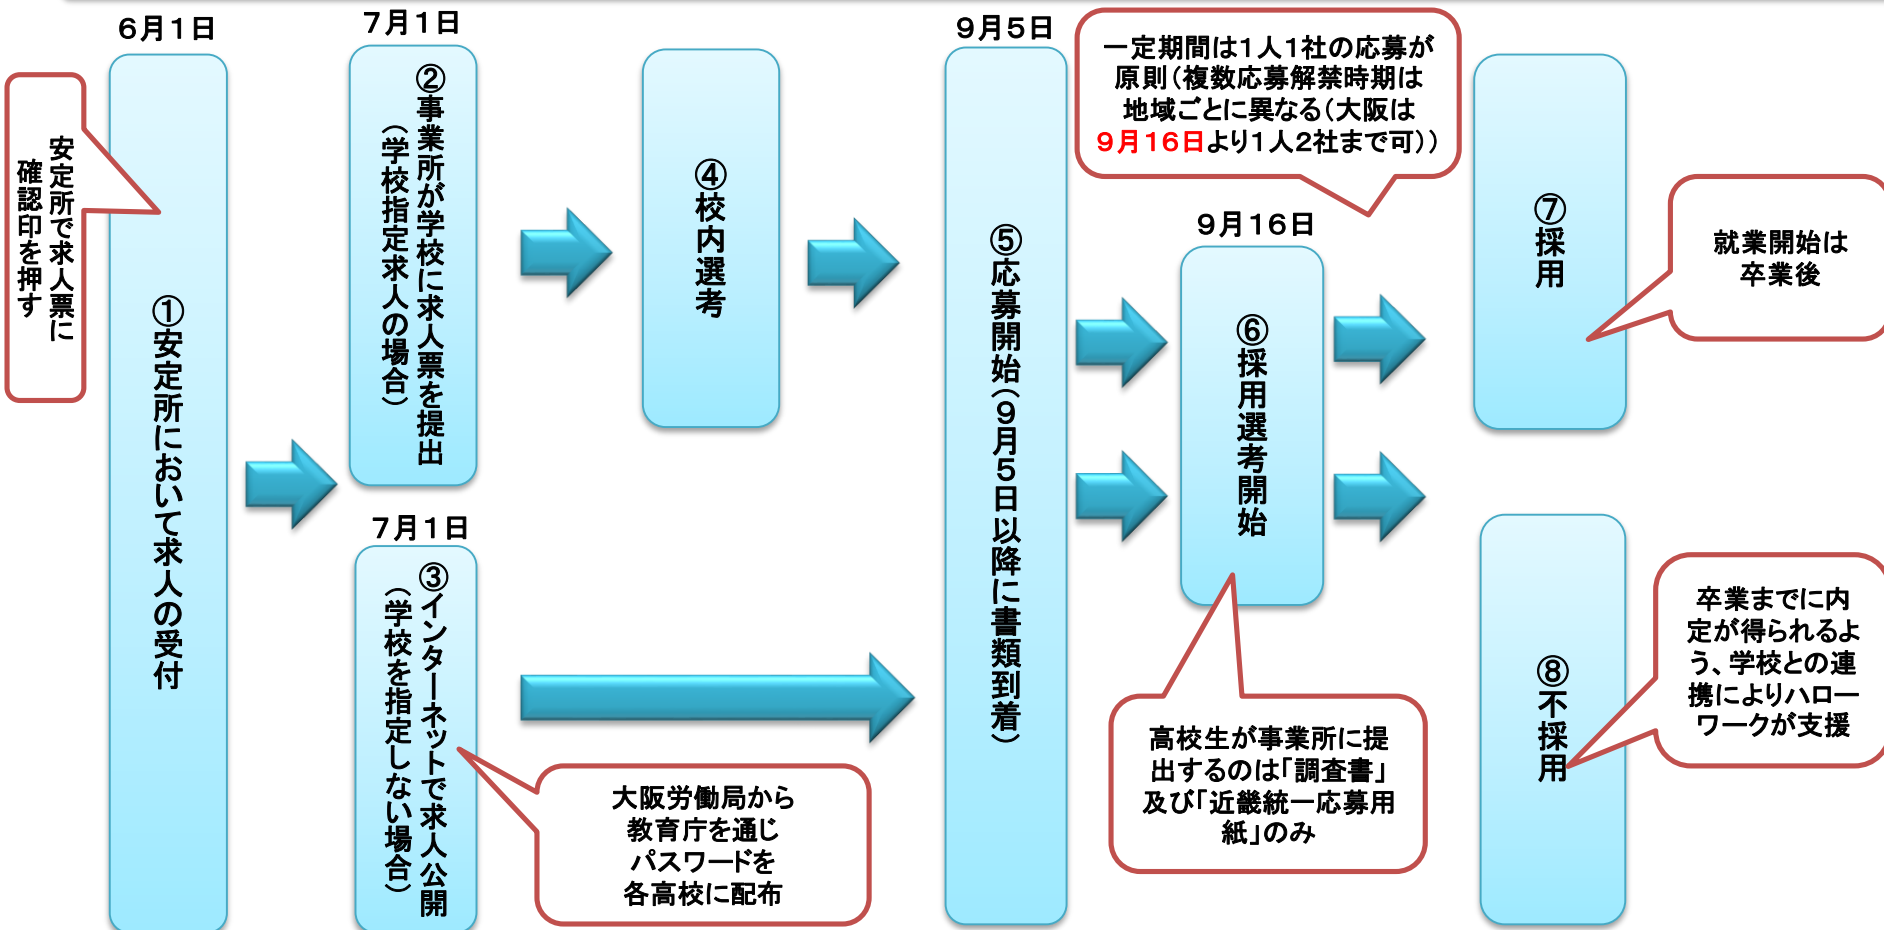 6月1日
安定所で求人票に
確認印を押す
①安定所において求人の受付
7月1日
②事業所が学校に求人票を提出
（学校指定求人の場合）
7月1日
③インターネットで求人公開
（学校を指定しない場合）
大阪労働局から
教育庁を通じ
パスワードを
各高校に配布
④校内選考
9月5日
⑤応募開始（9月5日以降に書類到着）
一定期間は1人1社の応募が
原則（複数応募解禁時期は
地域ごとに異なる（大阪は
9月16日より1人2社まで可））
9月16日
⑥採用選考開始
高校生が事業所に提
出するのは「調査書」
及び「近畿統一応募用
紙」のみ
⑦採用
就業開始は
卒業後
⑧不採用
卒業までに内
定が得られるよ
う、学校との連
携によりハロー
ワークが支援